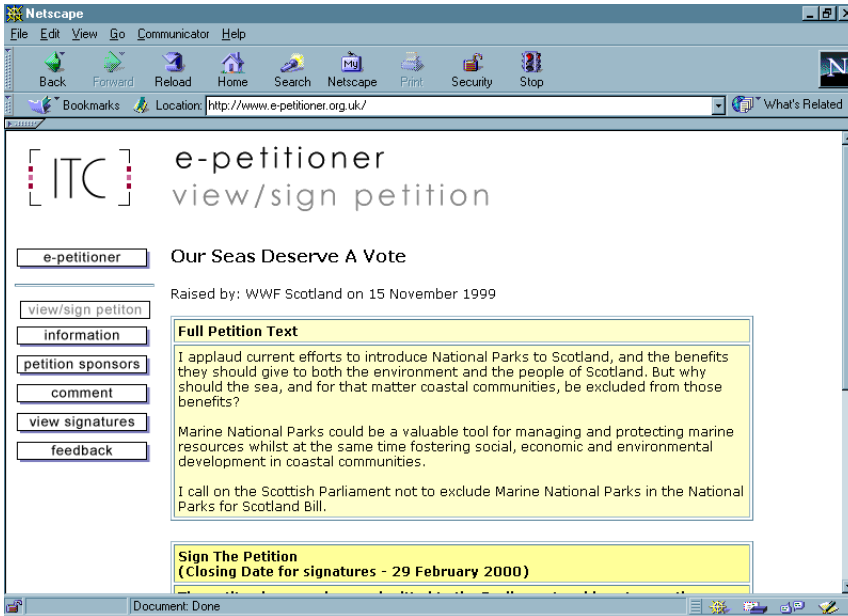 Netscape
File Edit View Go Communicator Help
Back Forward Reload Home Search My Netscape Print Security Stop N
Bookmarks Location: http://www.e-petitioner.org.uk/ What's Related
[ITC]
e-petitioner
view/sign petition
e-petitioner
view/sign petiton
information
petition sponsors
comment
view signatures
feedback
Our Seas Deserve A Vote
Raised by: WWF Scotland on 15 November 1999
Full Petition Text
I applaud current efforts to introduce National Parks to Scotland, and the benefits
they should give to both the environment and the people of Scotland. But why
should the sea, and for that matter coastal communities, be excluded from those
benefits?
Marine National Parks could be a valuable tool for managing and protecting marine
resources whilst at the same time fostering social, economic and environmental
development in coastal communities.
I call on the Scottish Parliament not to exclude Marine National Parks in the National
Parks for Scotland Bill.
Sign The Petition
(Closing Date for signatures - 29 February 2000)
Document: Done